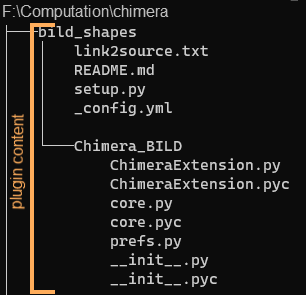 F:\Computation\chimera
bild_shapes
link2source.txt
README.md
setup.py
_config.yml
Chimera_BILD
ChimeraExtension.py
ChimeraExtension.pyc
core.py
core.pyc
prefs.py
__init__.py
__init__.pyc
plugin content